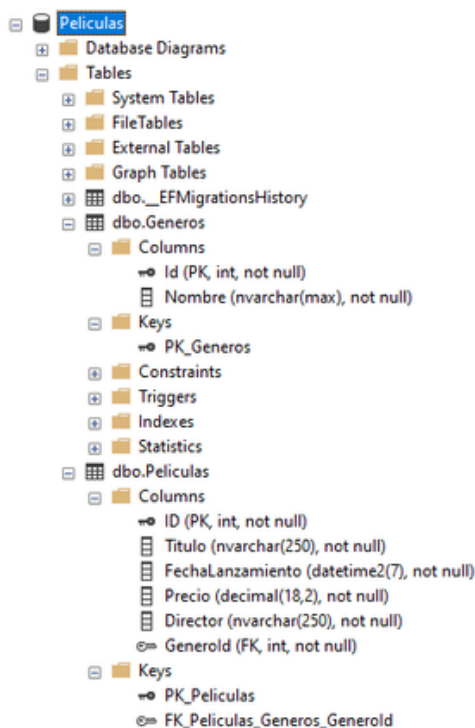 Peliculas
Database Diagrams
Tables
System Tables
FileTables
External Tables
Graph Tables
dbo.__EFMigrationsHistory
dbo.Generos
Columns
Id (PK, int, not null)
Nombre (nvarchar(max), not null)
Keys
PK_Generos
Constraints
Triggers
Indexes
Statistics
dbo.Peliculas
Columns
ID (PK, int, not null)
Titulo (nvarchar(250), not null)
FechaLanzamiento (datetime2(7), not null)
Precio (decimal(18,2), not null)
Director (nvarchar(250), not null)
GeneroId (FK, int, not null)
Keys
PK_Peliculas
FK_Peliculas_Generos_GeneroId